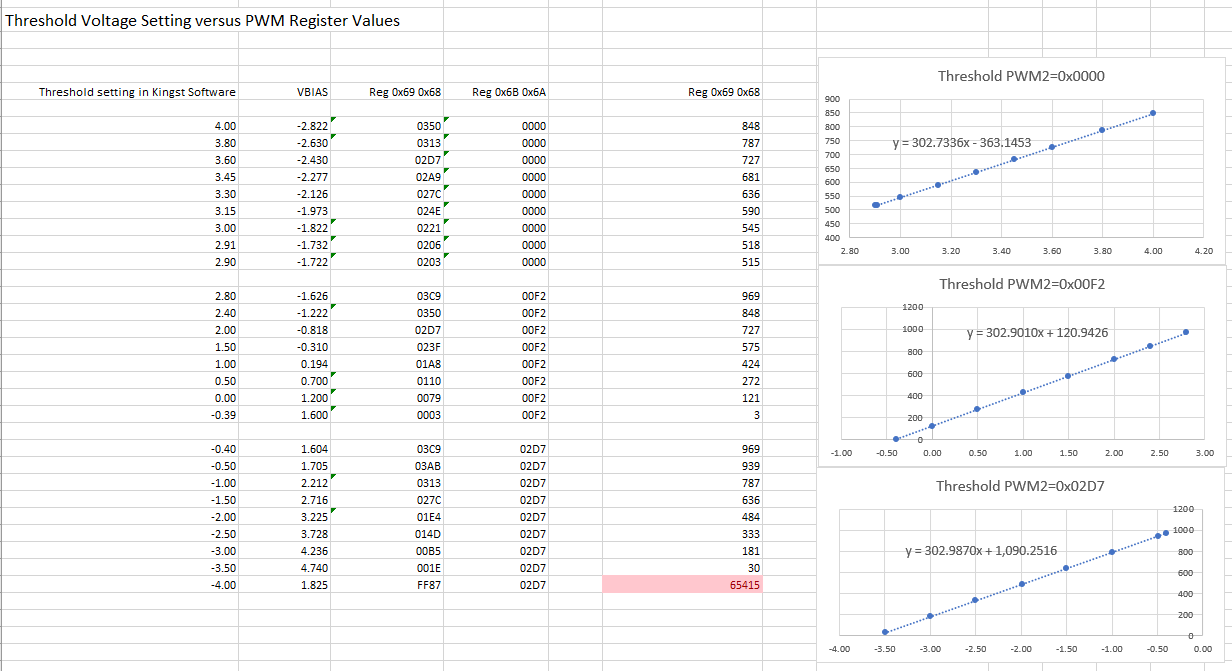 Threshold Voltage Setting versus PWM Register Values
Threshold setting in Kingst Software VBIAS Reg 0x69 0x68 Reg 0x6B 0x6A Reg 0x69 0x68
4.00 -2.822 0350 0000 848
3.80 -2.630 0313 0000 787
3.60 -2.430 02D7 0000 727
3.45 -2.277 02A9 0000 681
3.30 -2.126 027C 0000 636
3.15 -1.973 024E 0000 590
3.00 -1.822 0221 0000 545
2.91 -1.732 0206 0000 518
2.90 -1.722 0203 0000 515
2.80 -1.626 03C9 00F2 969
2.40 -1.222 0350 00F2 848
2.00 -0.818 02D7 00F2 727
1.50 -0.310 023F 00F2 575
1.00 0.194 01A8 00F2 424
0.50 0.700 0110 00F2 272
0.00 1.200 0079 00F2 121
-0.39 1.600 0003 00F2 3
-0.40 1.604 03C9 02D7 969
-0.50 1.705 03AB 02D7 939
-1.00 2.212 0313 02D7 787
-1.50 2.716 027C 02D7 636
-2.00 3.225 01E4 02D7 484
-2.50 3.728 014D 02D7 333
-3.00 4.236 00B5 02D7 181
-3.50 4.740 001E 02D7 30
-4.00 1.825 FF87 02D7 65415
Threshold PWM2=0x0000
900
850
800
750
700
650
600
550
500
450
400
y = 302.7336x - 363.1453
2.80 3.00 3.20 3.40 3.60 3.80 4.00 4.20
Threshold PWM2=0x00F2
1200
1000
800
600
400
200
0
y = 302.9010x + 120.9426
-1.00 -0.50 0.00 0.50 1.00 1.50 2.00 2.50 3.00
Threshold PWM2=0x02D7
1200
1000
800
600
400
200
0
y = 302.9870x + 1,090.2516
-4.00 -3.50 -3.00 -2.50 -2.00 -1.50 -1.00 -0.50 0.00